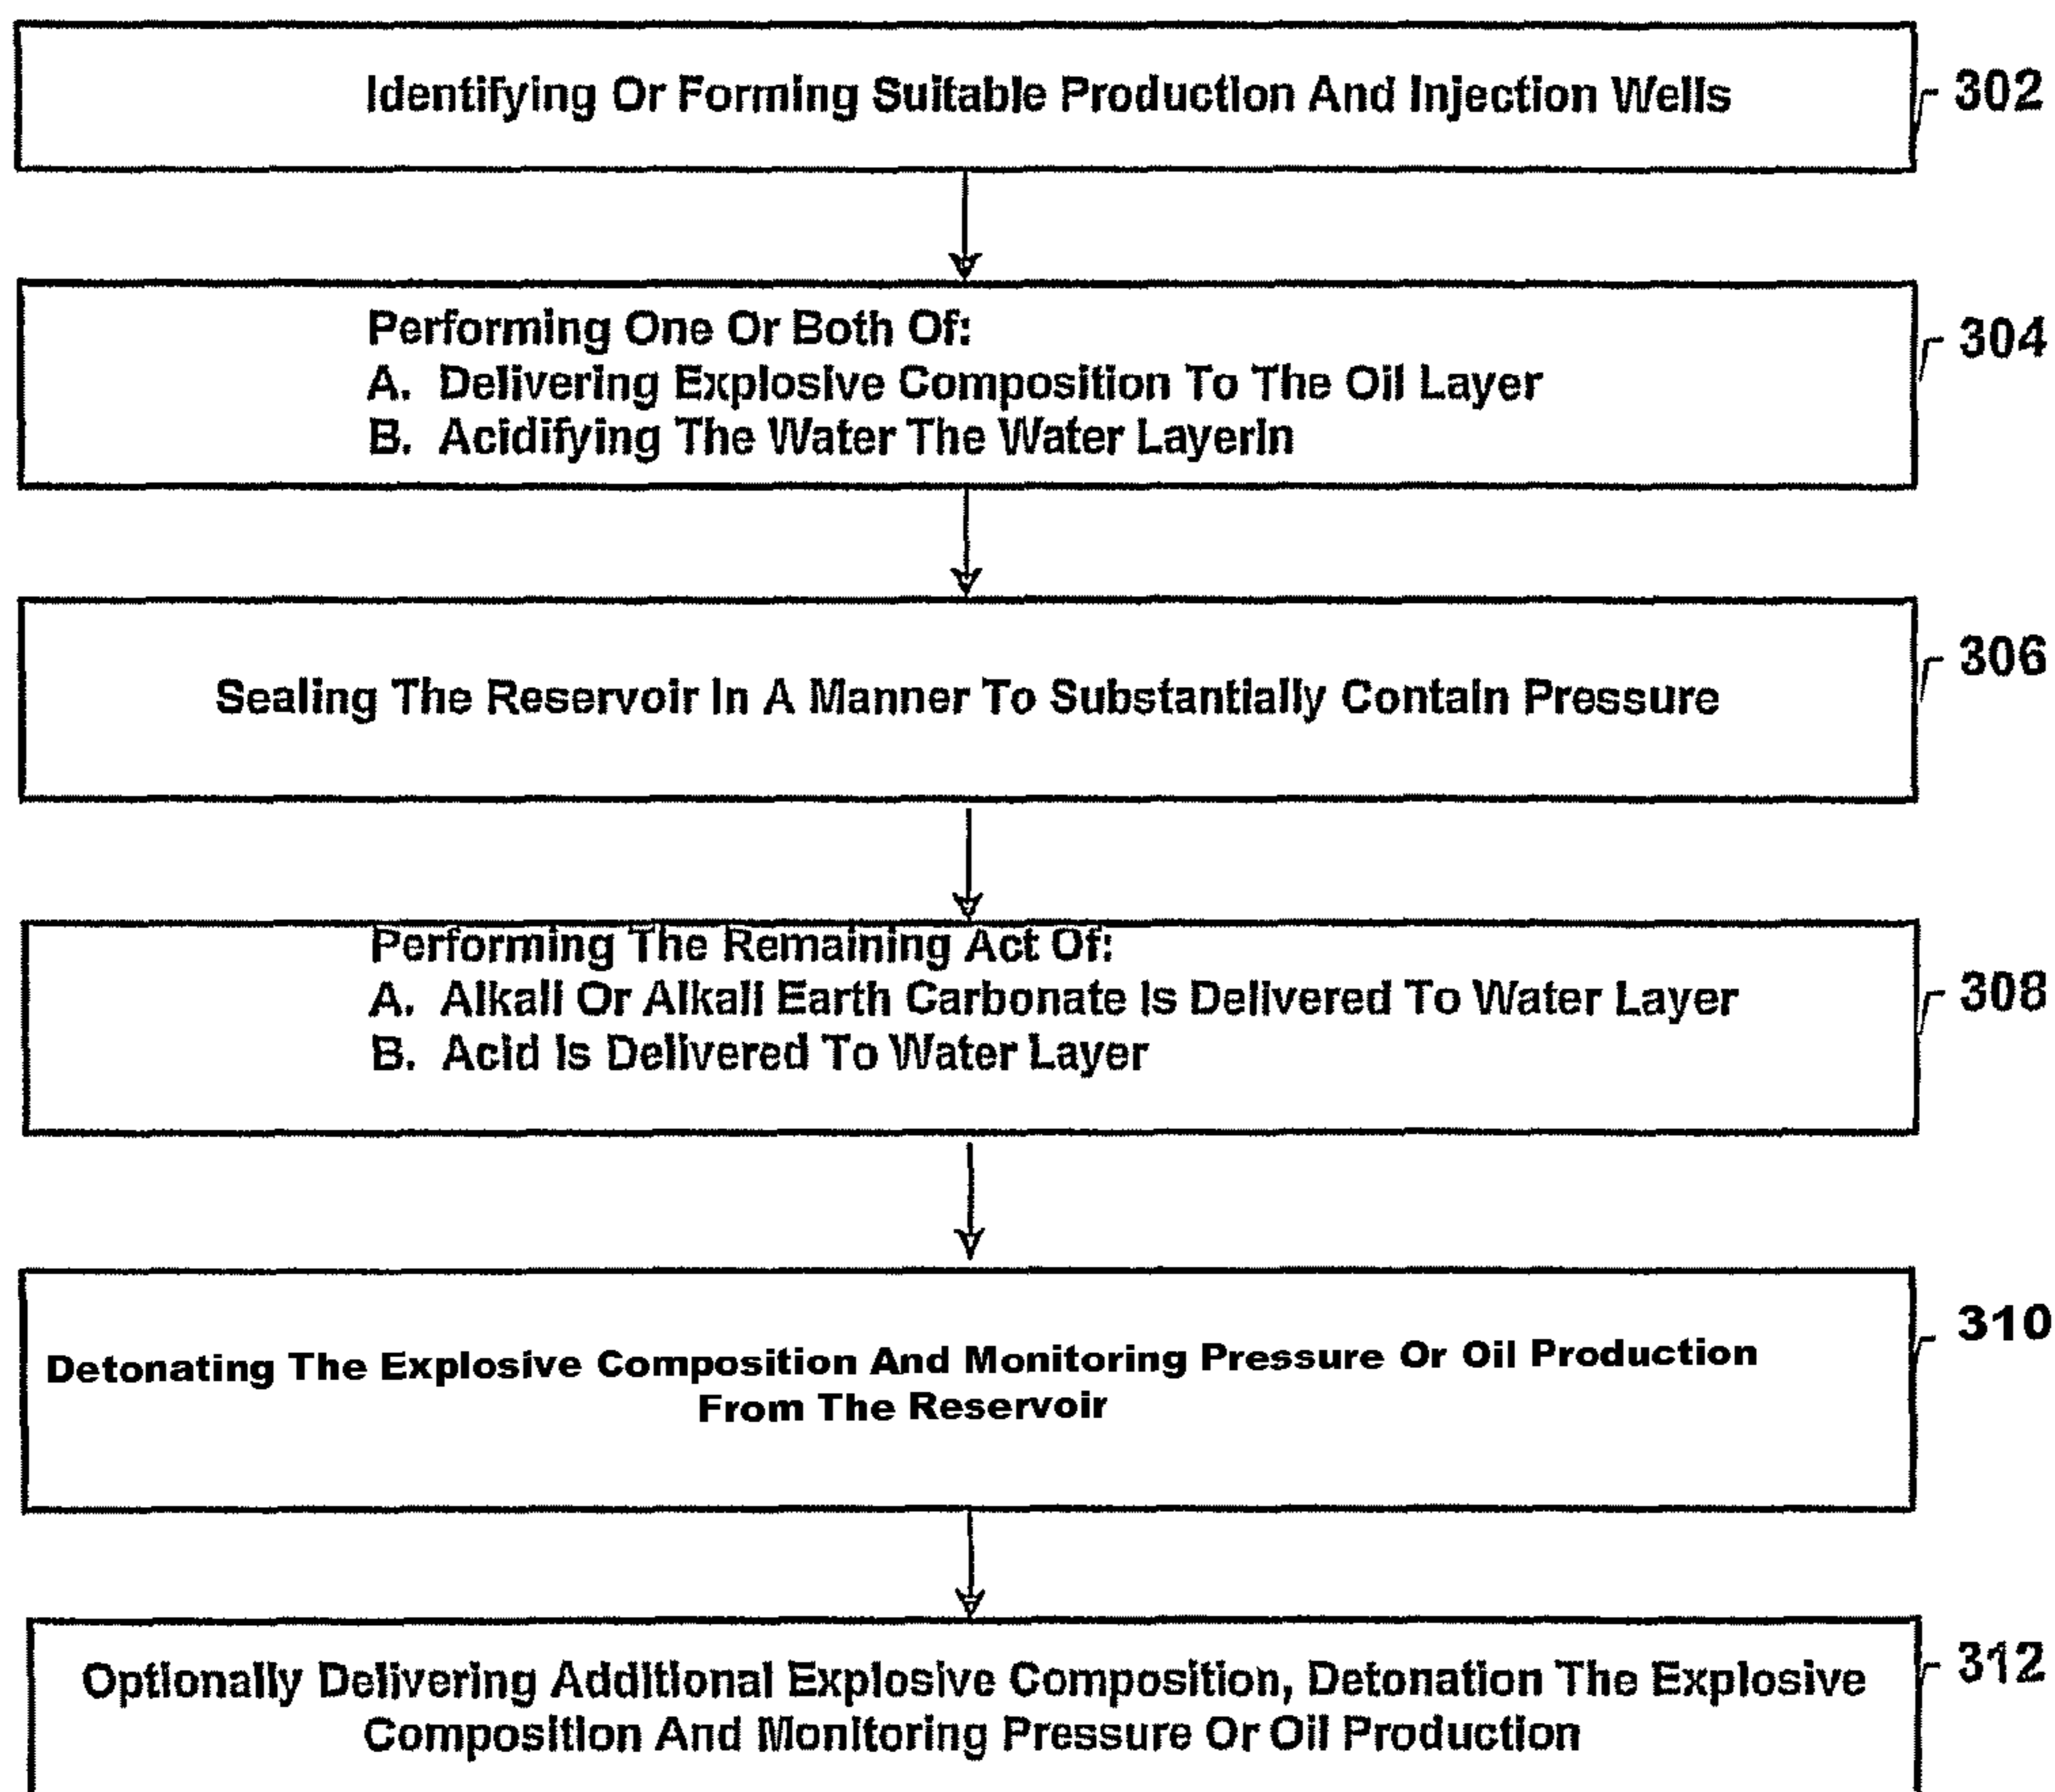 Identifying Or Forming Suitable Production And Injection Wells
302
Performing One Or Both Of:
A. Delivering Explosive Composition To The Oil Layer
B. Acidifying The Water The Water LayerIn
304
Sealing The Reservoir In A Manner To Substantially Contain Pressure
306
Performing The Remaining Act Of:
A. Alkali Or Alkali Earth Carbonate Is Delivered To Water Layer
B. Acid Is Delivered To Water Layer
308
Detonating The Explosive Composition And Monitoring Pressure Or Oil Production
From The Reservoir
310
Optionally Delivering Additional Explosive Composition, Detonation The Explosive
Composition And Monitoring Pressure Or Oil Production
312